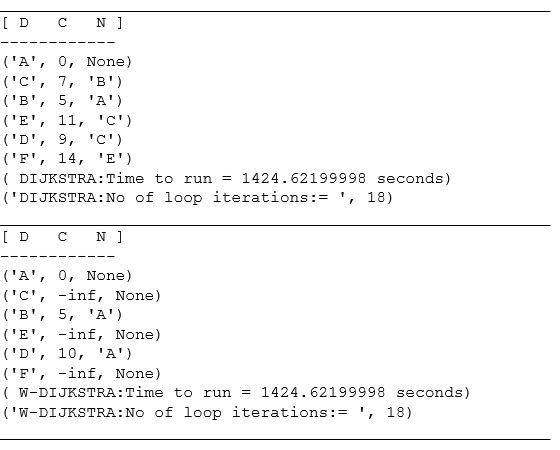 [ D   C   N ]
------------
('A', 0, None)
('C', 7, 'B')
('B', 5, 'A')
('E', 11, 'C')
('D', 9, 'C')
('F', 14, 'E')
( DIJKSTRA:Time to run = 1424.62199998 seconds)
('DIJKSTRA:No of loop iterations:= ', 18)
[ D   C   N ]
------------
('A', 0, None)
('C', -inf, None)
('B', 5, 'A')
('E', -inf, None)
('D', 10, 'A')
('F', -inf, None)
( W-DIJKSTRA:Time to run = 1424.62199998 seconds)
('W-DIJKSTRA:No of loop iterations:= ', 18)